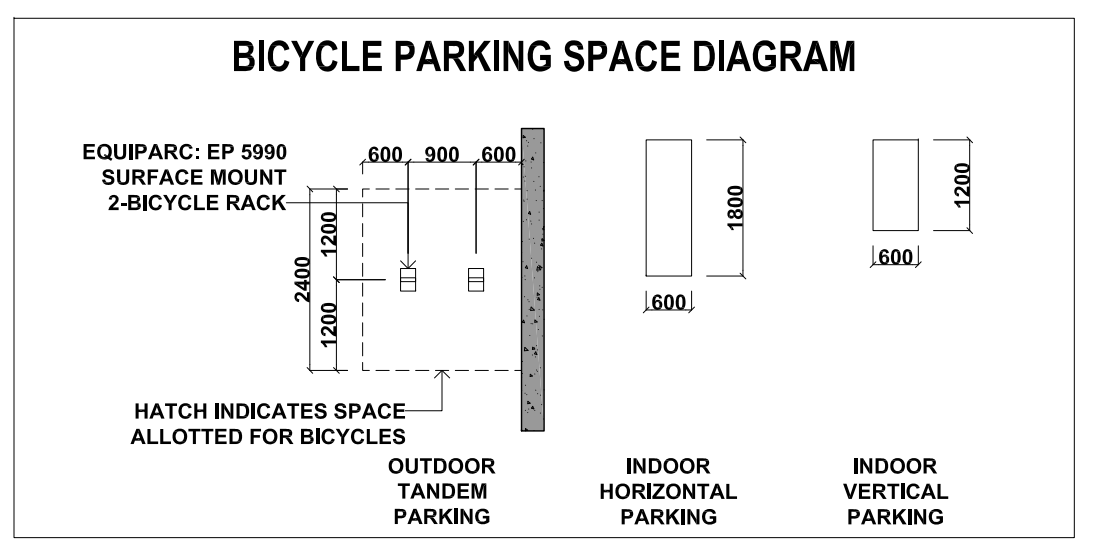 BICYCLE PARKING SPACE DIAGRAM
EQUIPARC: EP 5990
SURFACE MOUNT
2-BICYCLE RACK
600 900 600
2400
1200
1200
HATCH INDICATES SPACE
ALLOTTED FOR BICYCLES
OUTDOOR
TANDEM
PARKING
1800
600
INDOOR
HORIZONTAL
PARKING
1200
600
INDOOR
VERTICAL
PARKING